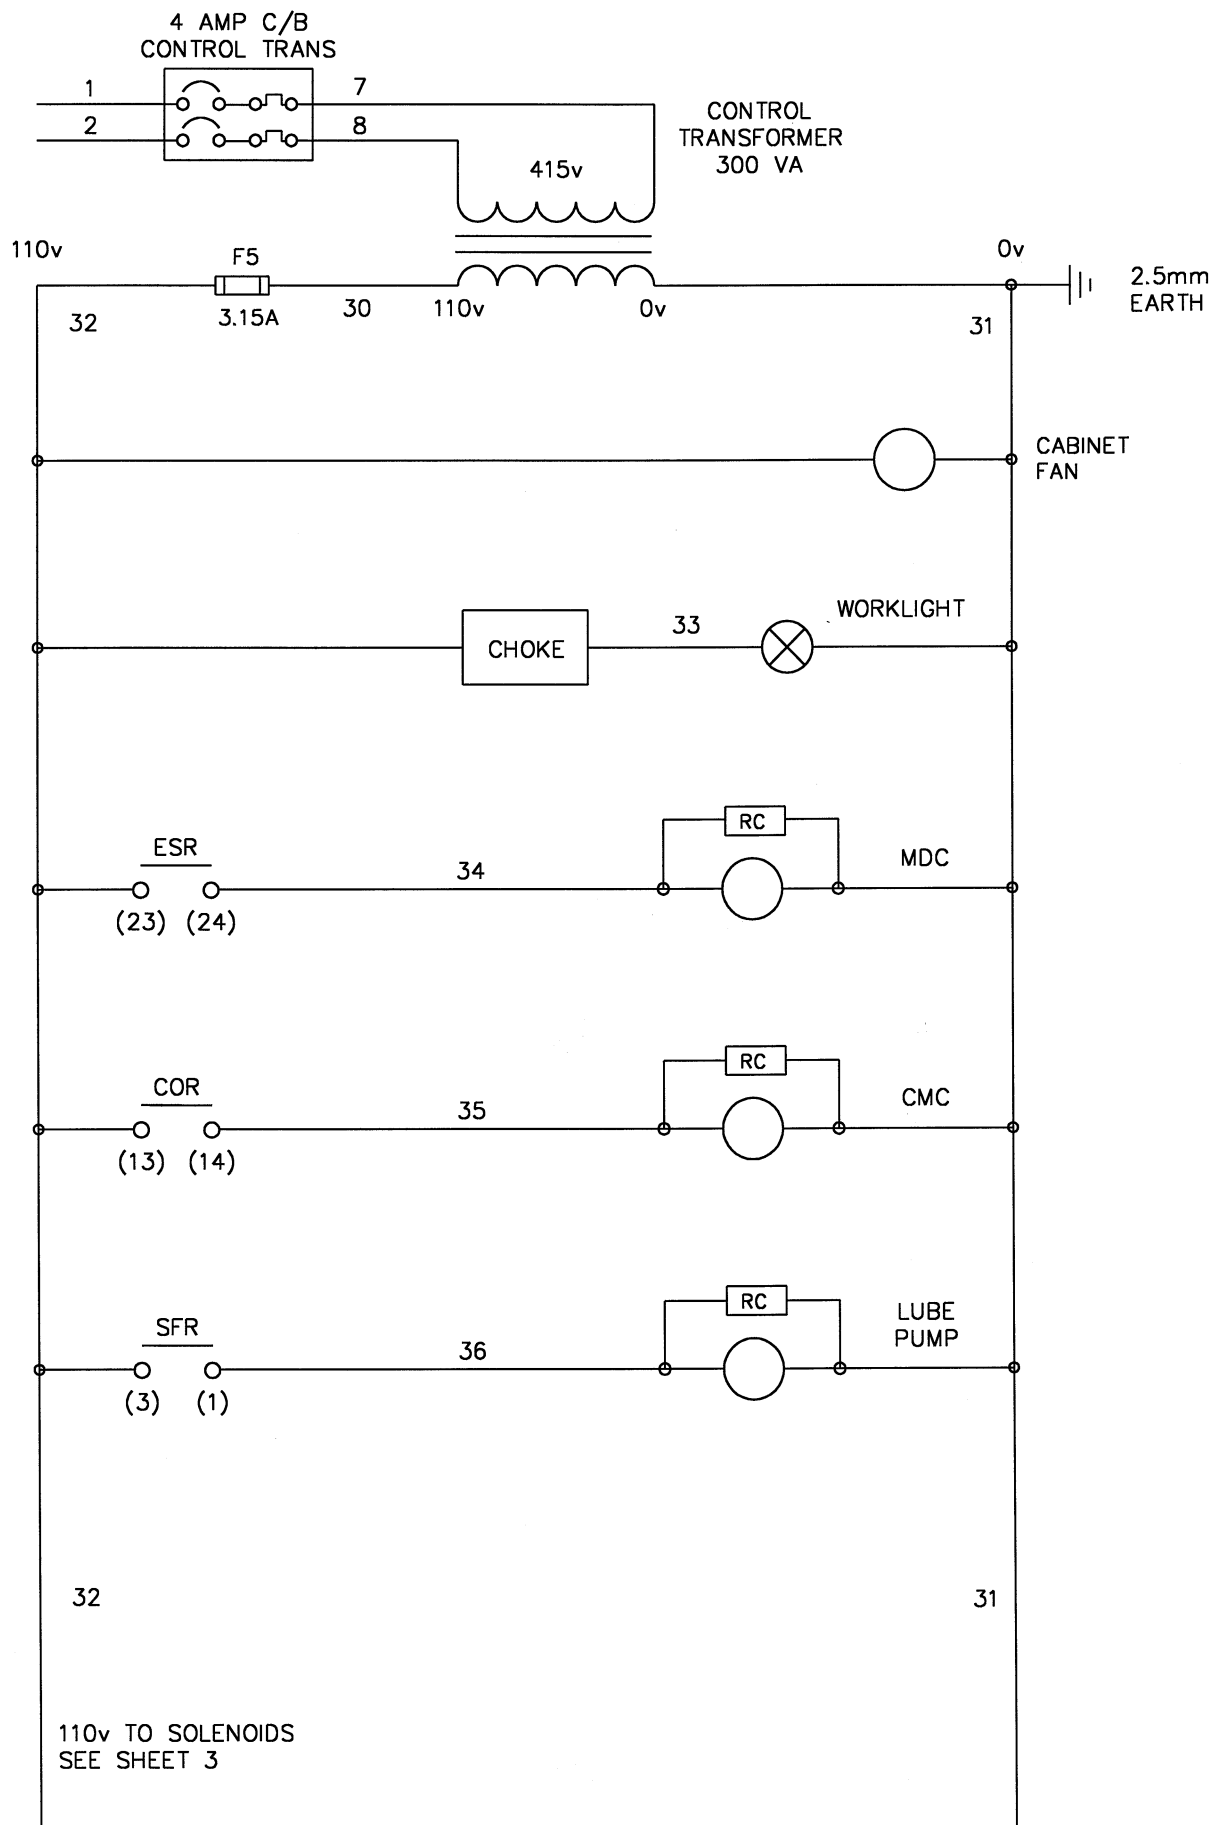 4 AMP C/B
CONTROL TRANS
1
7
2
8
CONTROL
TRANSFORMER
300 VA
415v
110v
F5
0v
3.15A
30
110v
0v
32
31
2.5mm
EARTH
CABINET
FAN
WORKLIGHT
CHOKE
33
ESR
34
RC
MDC
(23) (24)
COR
35
RC
CMC
(13) (14)
SFR
36
RC
LUBE
PUMP
(3) (1)
32
31
110v TO SOLENOIDS
SEE SHEET 3